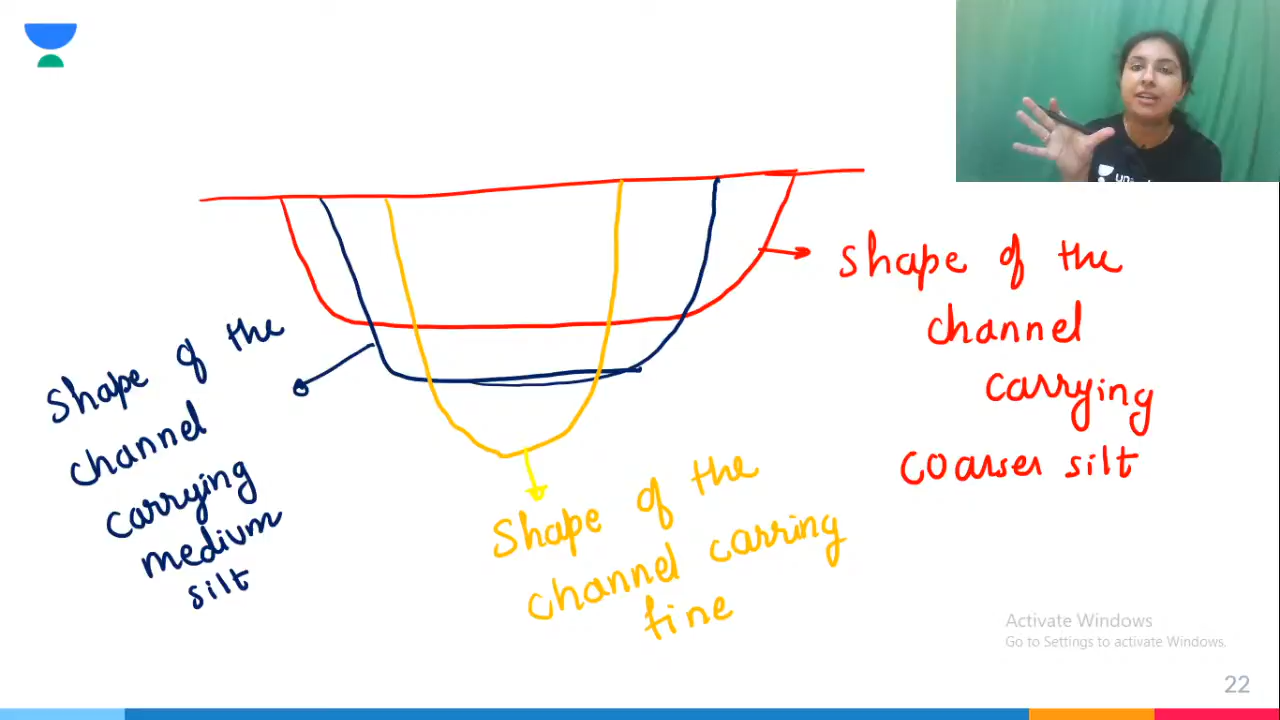 shape of the
channel
carrying
coarser silt
shape of the
channel
carrying
medium
silt
shape of the
channel carring
fine
Activate Windows
Go to Settings to activate Windows.
22